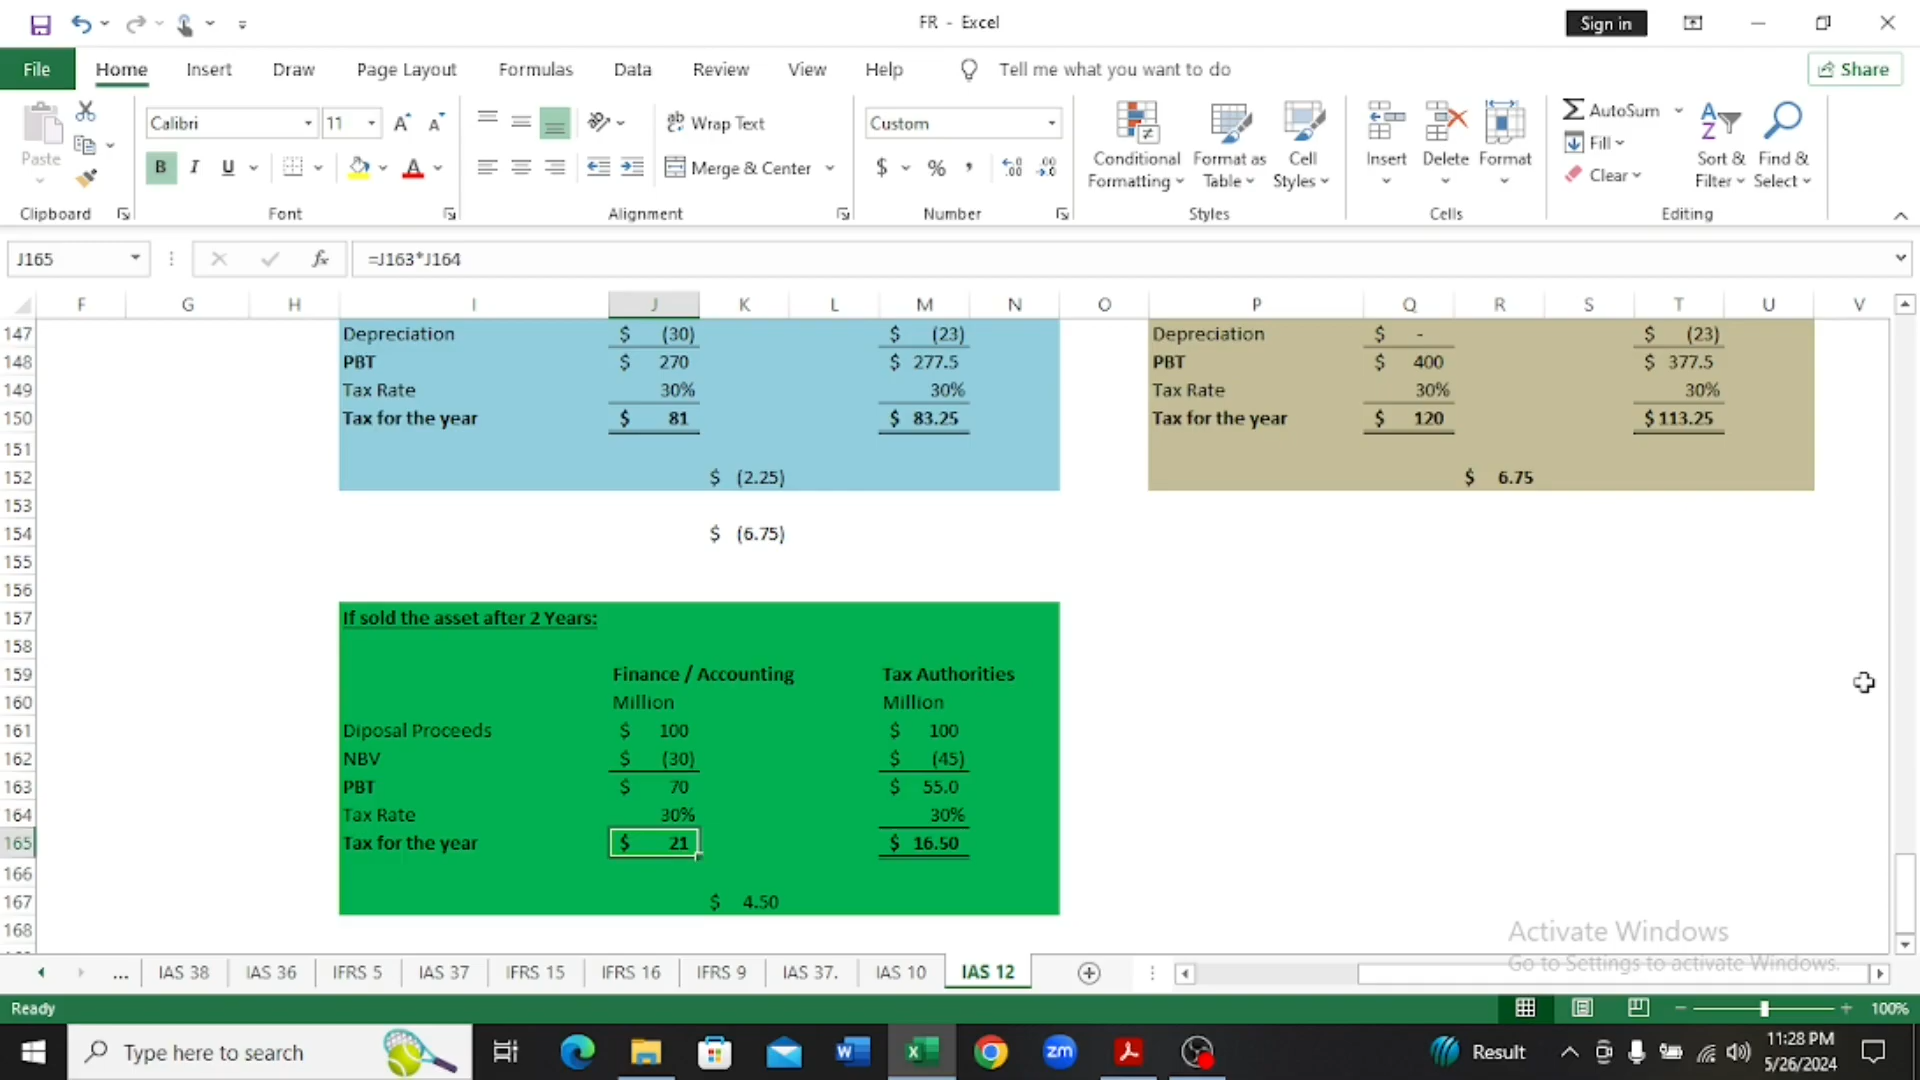 FR - Excel
Sign in
File Home Insert Draw Page Layout Formulas Data Review View Help Tell me what you want to do Share
Paste
Calibri 11
B I U
Wrap Text
Merge & Center
Custom
$ % ,
Conditional Formatting
Format as Table
Cell Styles
Insert Delete Format
AutoSum
Fill
Clear
Sort & Filter
Find & Select
Clipboard Font Alignment Number Styles Cells Editing
J165 fx =J163*J164
F G H I J K L M N O P Q R S T U V
147 Depreciation $ (30) $ (23) Depreciation $ - $ (23)
148 PBT $ 270 $ 277.5 PBT $ 400 $ 377.5
149 Tax Rate 30% 30% Tax Rate 30% 30%
150 Tax for the year $ 81 $ 83.25 Tax for the year $ 120 $ 113.25
151
152 $ (2.25) $ 6.75
153
154 $ (6.75)
155
156
157 If sold the asset after 2 Years:
158
159 Finance / Accounting Tax Authorities
160 Million Million
161 Diposal Proceeds $ 100 $ 100
162 NBV $ (30) $ (45)
163 PBT $ 70 $ 55.0
164 Tax Rate 30% 30%
165 Tax for the year $ 21 $ 16.50
166
167 $ 4.50
168
Activate Windows
Go to Settings to activate Windows.
... IAS 38 IAS 36 IFRS 5 IAS 37 IFRS 15 IFRS 16 IFRS 9 IAS 37. IAS 10 IAS 12
Ready 100%
Type here to search
zm
Result
11:28 PM
5/26/2024